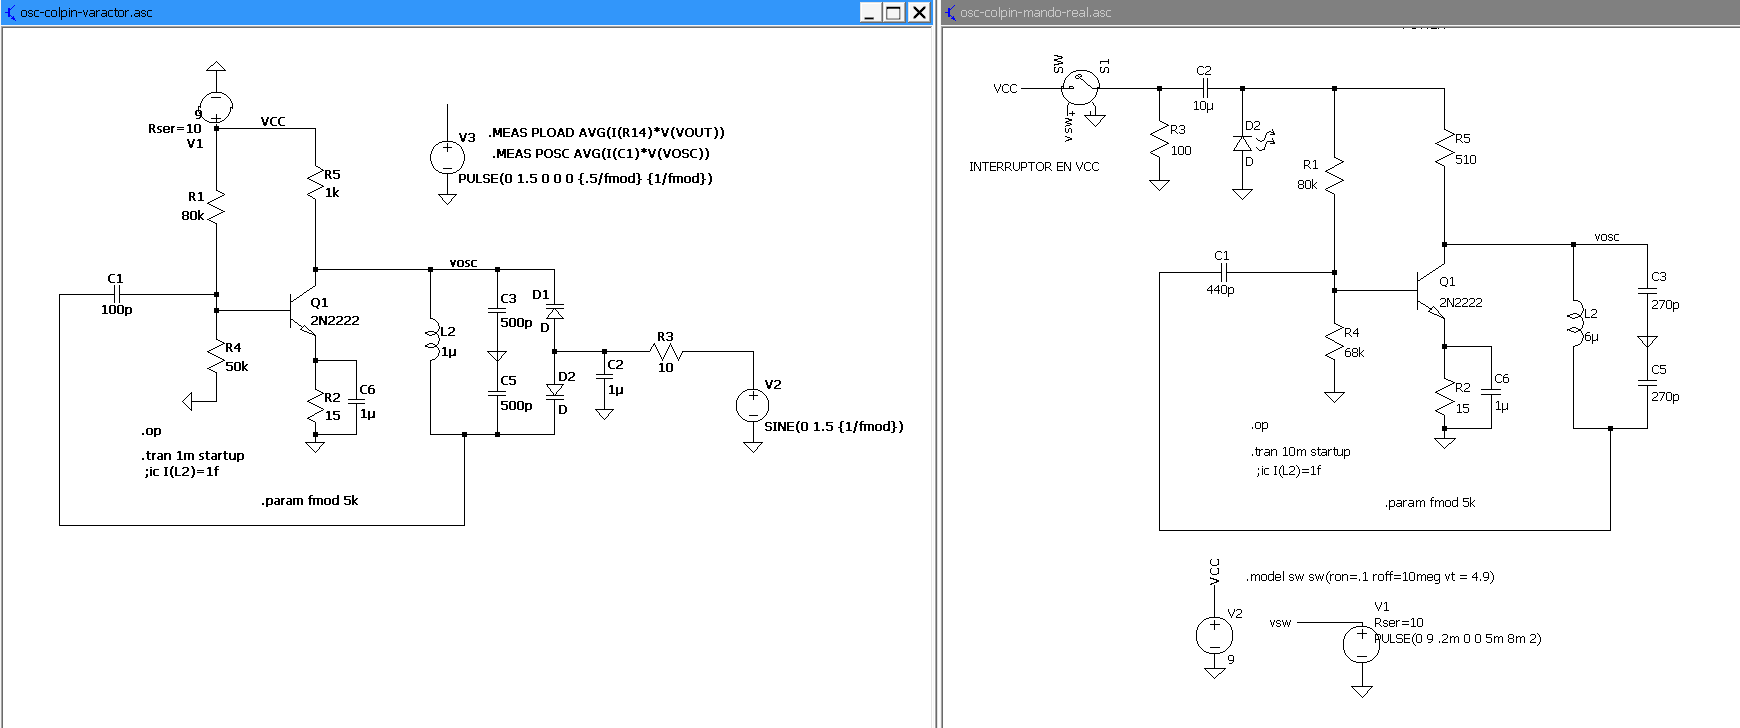 osc-colpin-varactor.asc
9
Rser=10
V1
VCC
R5
1k
R1
80k
V3
.MEAS PLOAD AVG(I(R14)*V(VOUT))
.MEAS POSC AVG(I(C1)*V(VOSC))
PULSE(0 1.5 0 0 0 {.5/fmod} {1/fmod})
C1
100p
Q1
2N2222
R4
50k
R2
15
C6
1µ
vosc
L2
1µ
C3
500p
C5
500p
D1
D
D2
D
C2
1µ
R3
10
V2
SINE(0 1.5 {1/fmod})
.op
.tran 1m startup
;ic I(L2)=1f
.param fmod 5k
osc-colpin-mando-real.asc
VCC
SW
S1
vsw
INTERRUPTOR EN VCC
R3
100
C2
10µ
D2
D
R1
80k
R5
510
C1
440p
Q1
2N2222
R4
68k
R2
15
C6
1µ
vosc
L2
6µ
C3
270p
C5
270p
.op
.tran 10m startup
;ic I(L2)=1f
.param fmod 5k
.model sw sw(ron=.1 roff=10meg vt = 4.9)
VCC
V2
9
vsw
V1
Rser=10
PULSE(0 9 .2m 0 0 5m 8m 2)